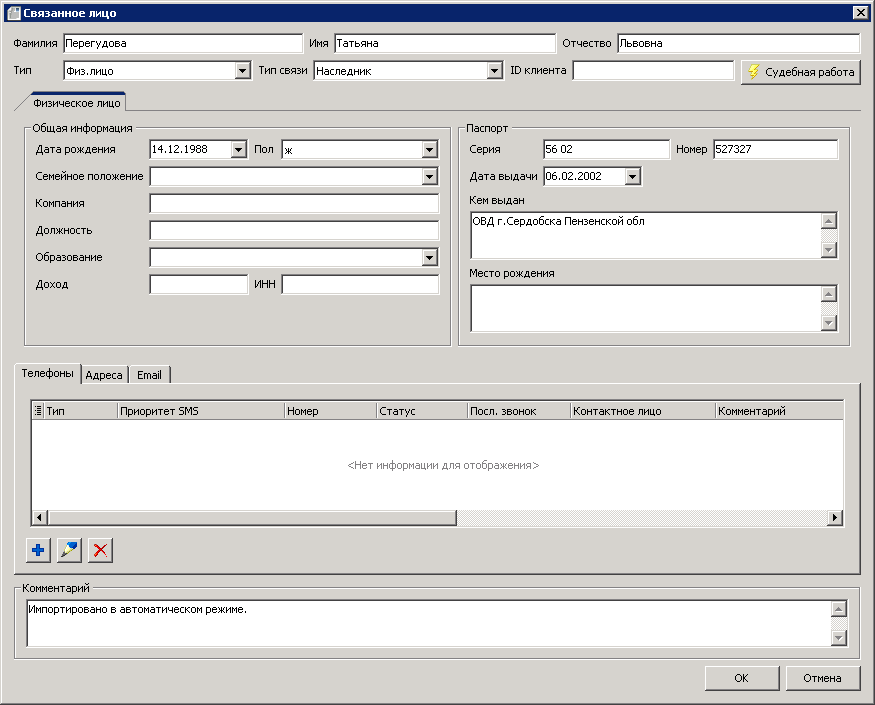 Связанное лицо
Фамилия Перегудова Имя Татьяна Отчество Львовна
Тип Физ.лицо Тип связи Наследник ID клиента Судебная работа
Физическое лицо
Общая информация
Дата рождения 14.12.1988 Пол ж
Семейное положение
Компания
Должность
Образование
Доход ИНН
Паспорт
Серия 56 02 Номер 527327
Дата выдачи 06.02.2002
Кем выдан
ОВД г.Сердобска Пензенской обл
Место рождения
Телефоны Адреса Email
Тип Приоритет SMS Номер Статус Посл. звонок Контактное лицо Комментарий
<Нет информации для отображения>
Комментарий
Импортировано в автоматическом режиме.
OK Отмена